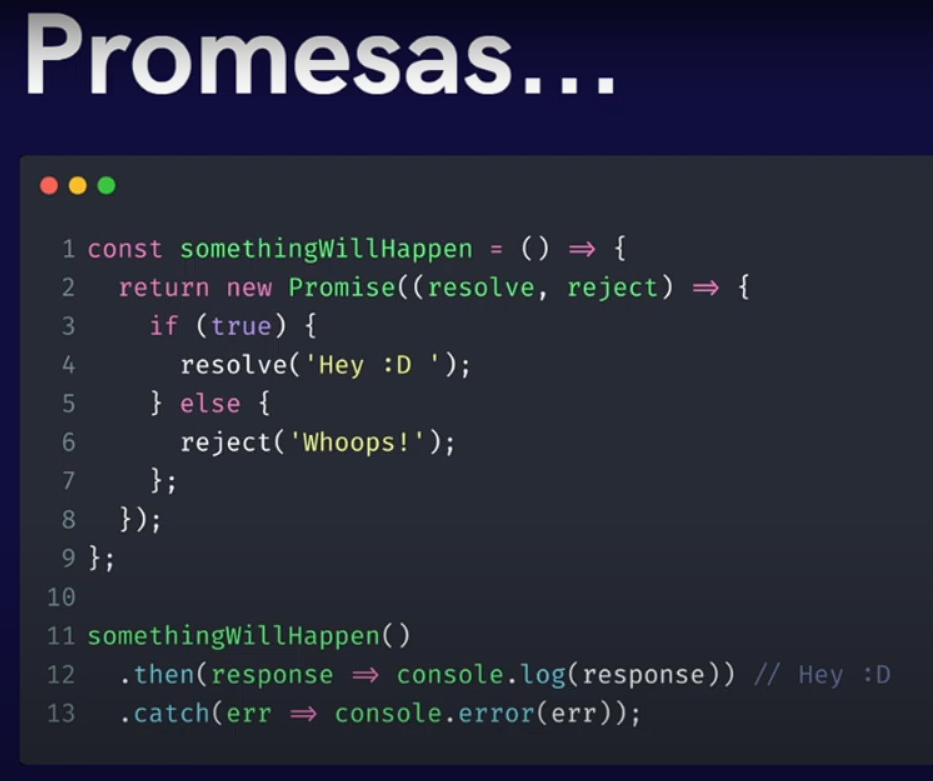 Promesas...
1 const somethingWillHappen = () => {
2 return new Promise((resolve, reject) => {
3 if (true) {
4 resolve('Hey :D ');
5 } else {
6 reject('Whoops!');
7 };
8 });
9 };
10
11 somethingWillHappen()
12 .then(response => console.log(response)) // Hey :D
13 .catch(err => console.error(err));